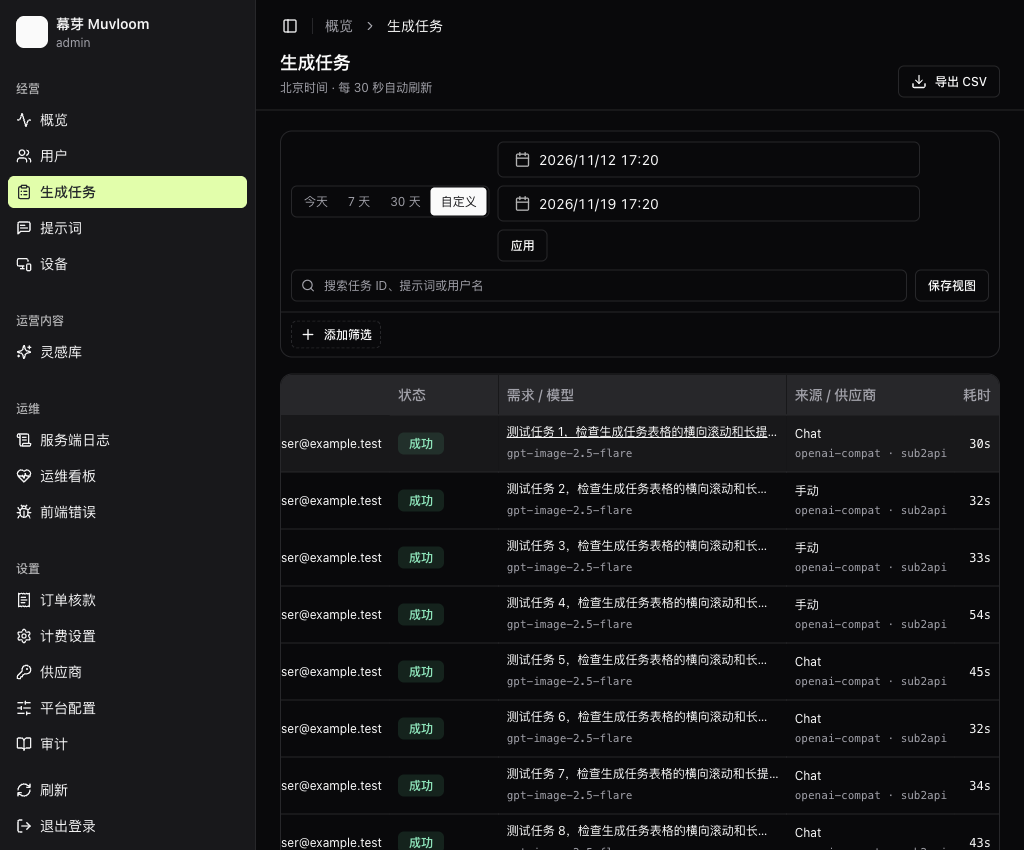 幕芽 Muvloom
admin
经营
概览
用户
生成任务
提示词
设备
运营内容
灵感库
运维
服务端日志
运维看板
前端错误
设置
订单核款
计费设置
供应商
平台配置
审计
刷新
退出登录
概览 > 生成任务
生成任务
北京时间 · 每 30 秒自动刷新
导出 CSV
2026/11/12 17:20
今天 7 天 30 天 自定义
2026/11/19 17:20
应用
搜索任务 ID、提示词或用户名
保存视图
添加筛选
状态 需求 / 模型 来源 / 供应商 耗时
ser@example.test 成功 测试任务 1，检查生成任务表格的横向滚动和长提... Chat 30s
gpt-image-2.5-flare openai-compat · sub2api
ser@example.test 成功 测试任务 2，检查生成任务表格的横向滚动和长... 手动 32s
gpt-image-2.5-flare openai-compat · sub2api
ser@example.test 成功 测试任务 3，检查生成任务表格的横向滚动和长... 手动 33s
gpt-image-2.5-flare openai-compat · sub2api
ser@example.test 成功 测试任务 4，检查生成任务表格的横向滚动和长... 手动 54s
gpt-image-2.5-flare openai-compat · sub2api
ser@example.test 成功 测试任务 5，检查生成任务表格的横向滚动和长... Chat 45s
gpt-image-2.5-flare openai-compat · sub2api
ser@example.test 成功 测试任务 6，检查生成任务表格的横向滚动和长... Chat 32s
gpt-image-2.5-flare openai-compat · sub2api
ser@example.test 成功 测试任务 7，检查生成任务表格的横向滚动和长提... Chat 34s
gpt-image-2.5-flare openai-compat · sub2api
ser@example.test 成功 测试任务 8，检查生成任务表格的横向滚动和长... Chat 43s